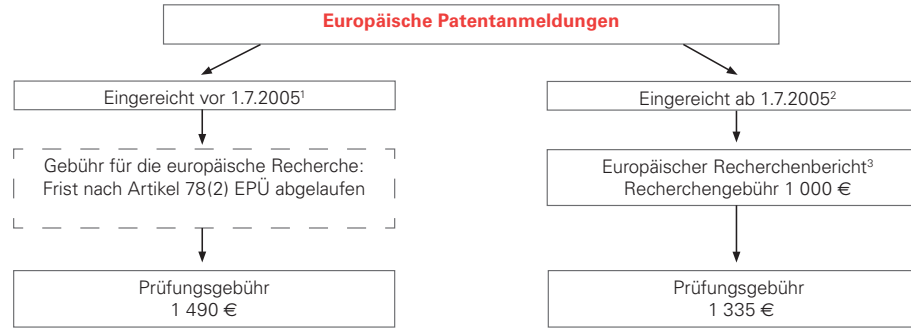 Europäische Patentanmeldungen
Eingereicht vor 1.7.2005¹
Gebühr für die europäische Recherche:
Frist nach Artikel 78(2) EPÜ abgelaufen
Prüfungsgebühr
1 490 €
Eingereicht ab 1.7.2005²
Europäischer Recherchenbericht³
Recherchengebühr 1 000 €
Prüfungsgebühr
1 335 €